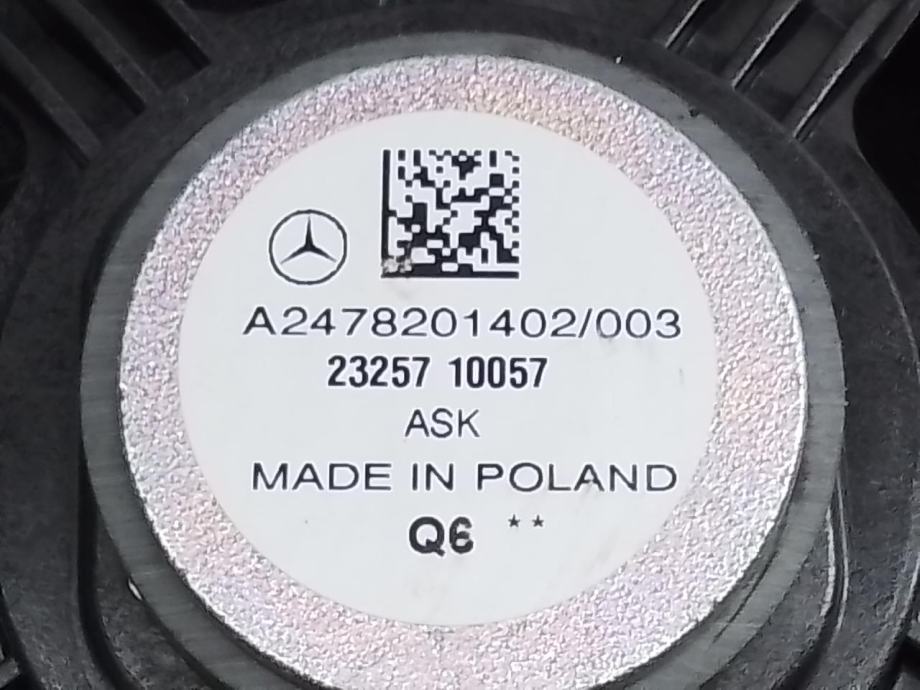 A2478201402/003
23257 10057
ASK
MADE IN POLAND
Q6 **